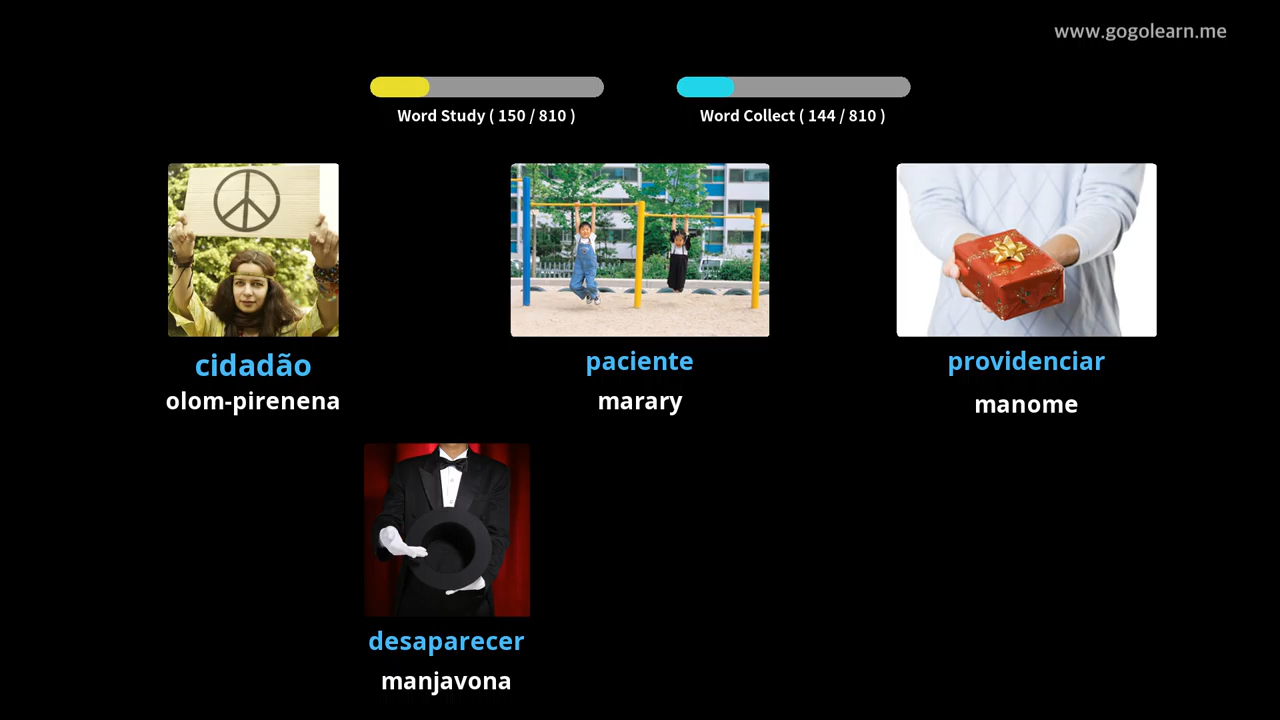 www.gogolearn.me
Word Study ( 150 / 810 )
Word Collect ( 144 / 810 )
cidadão
olom-pirenena
paciente
marary
providenciar
manome
desaparecer
manjavona